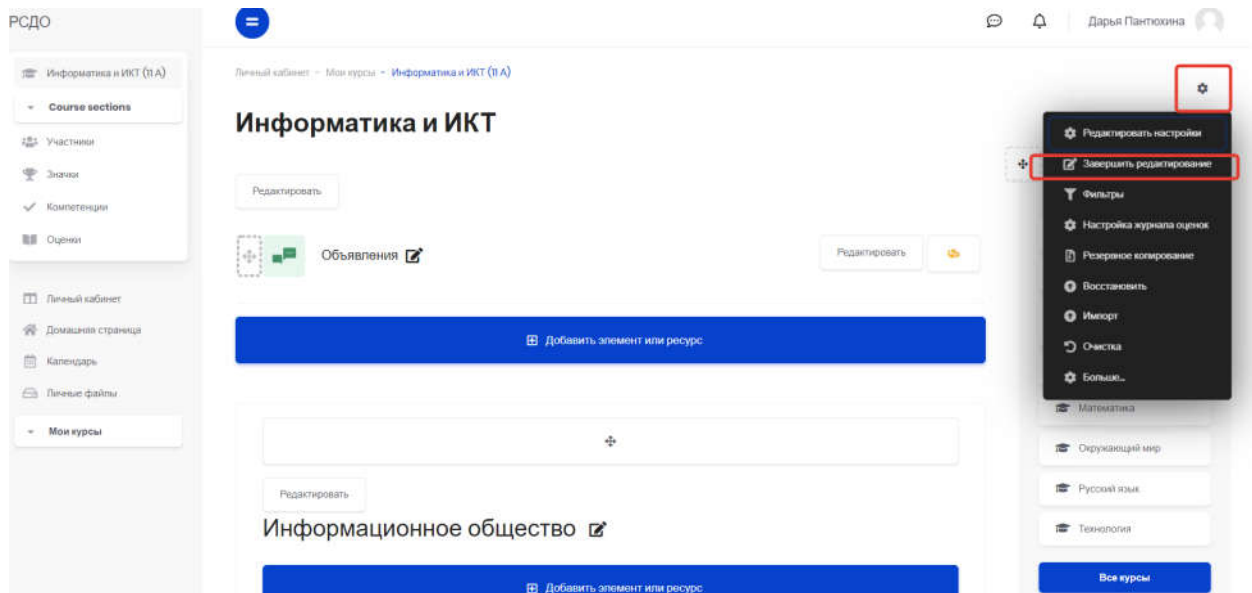 РСДО
Дарья Пантюхина
Информатика и ИКТ (11 А)
Course sections
Участники
Значки
Компетенции
Оценки
Личный кабинет
Домашняя страница
Календарь
Личные файлы
Мои курсы
Личный кабинет - Мои курсы - Информатика и ИКТ (11 А)
Информатика и ИКТ
Редактировать
Объявления
Редактировать
Добавить элемент или ресурс
Редактировать
Информационное общество
Добавить элемент или ресурс
Редактировать настройки
Завершить редактирование
Фильтры
Настройка журнала оценок
Резервное копирование
Восстановить
Импорт
Очистка
Больше...
Математика
Окружающий мир
Русский язык
Технология
Все курсы